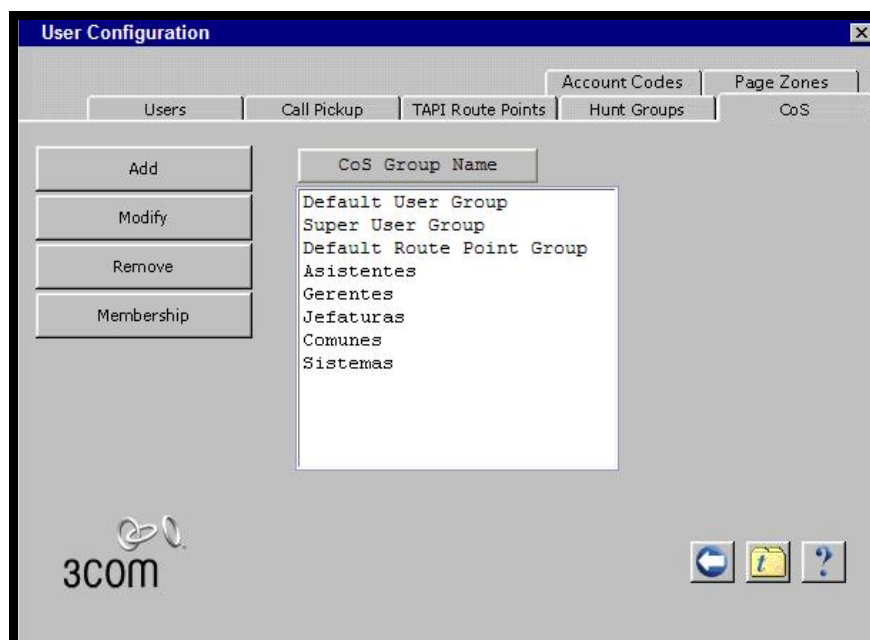 User Configuration
Account Codes Page Zones
Users Call Pickup TAPI Route Points Hunt Groups CoS
Add
Modify
Remove
Membership
CoS Group Name
Default User Group
Super User Group
Default Route Point Group
Asistentes
Gerentes
Jefaturas
Comunes
Sistemas
3COM
t ?